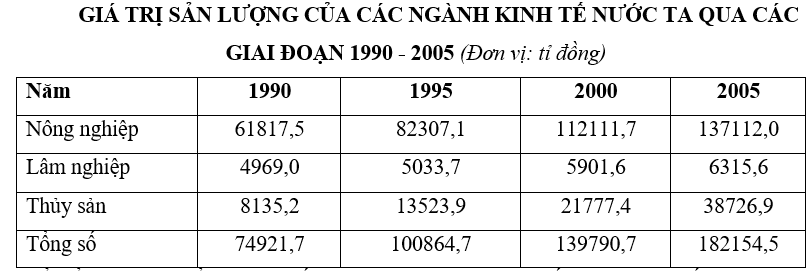 GIÁ TRỊ SẢN LƯỢNG CỦA CÁC NGÀNH KINH TẾ NƯỚC TA QUA CÁC
GIAI ĐOẠN 1990 - 2005 (Đơn vị: tỉ đồng)
Năm 1990 1995 2000 2005
Nông nghiệp 61817,5 82307,1 112111,7 137112,0
Lâm nghiệp 4969,0 5033,7 5901,6 6315,6
Thủy sản 8135,2 13523,9 21777,4 38726,9
Tổng số 74921,7 100864,7 139790,7 182154,5